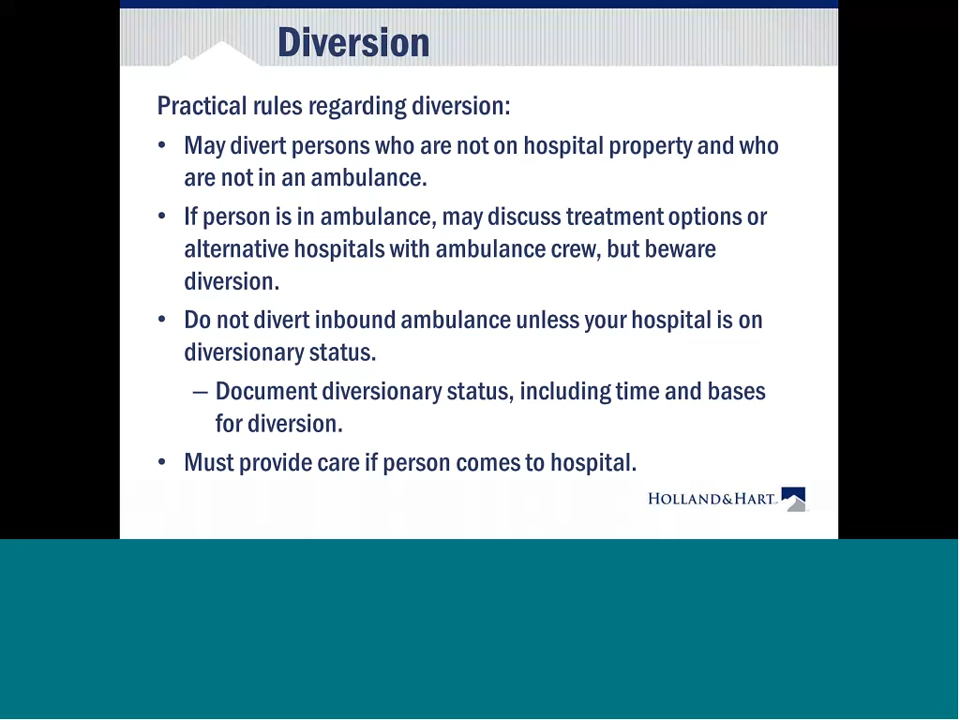 Diversion
Practical rules regarding diversion:
• May divert persons who are not on hospital property and who
are not in an ambulance.
• If person is in ambulance, may discuss treatment options or
alternative hospitals with ambulance crew, but beware
diversion.
• Do not divert inbound ambulance unless your hospital is on
diversionary status.
– Document diversionary status, including time and bases
for diversion.
• Must provide care if person comes to hospital.
HOLLAND&HART